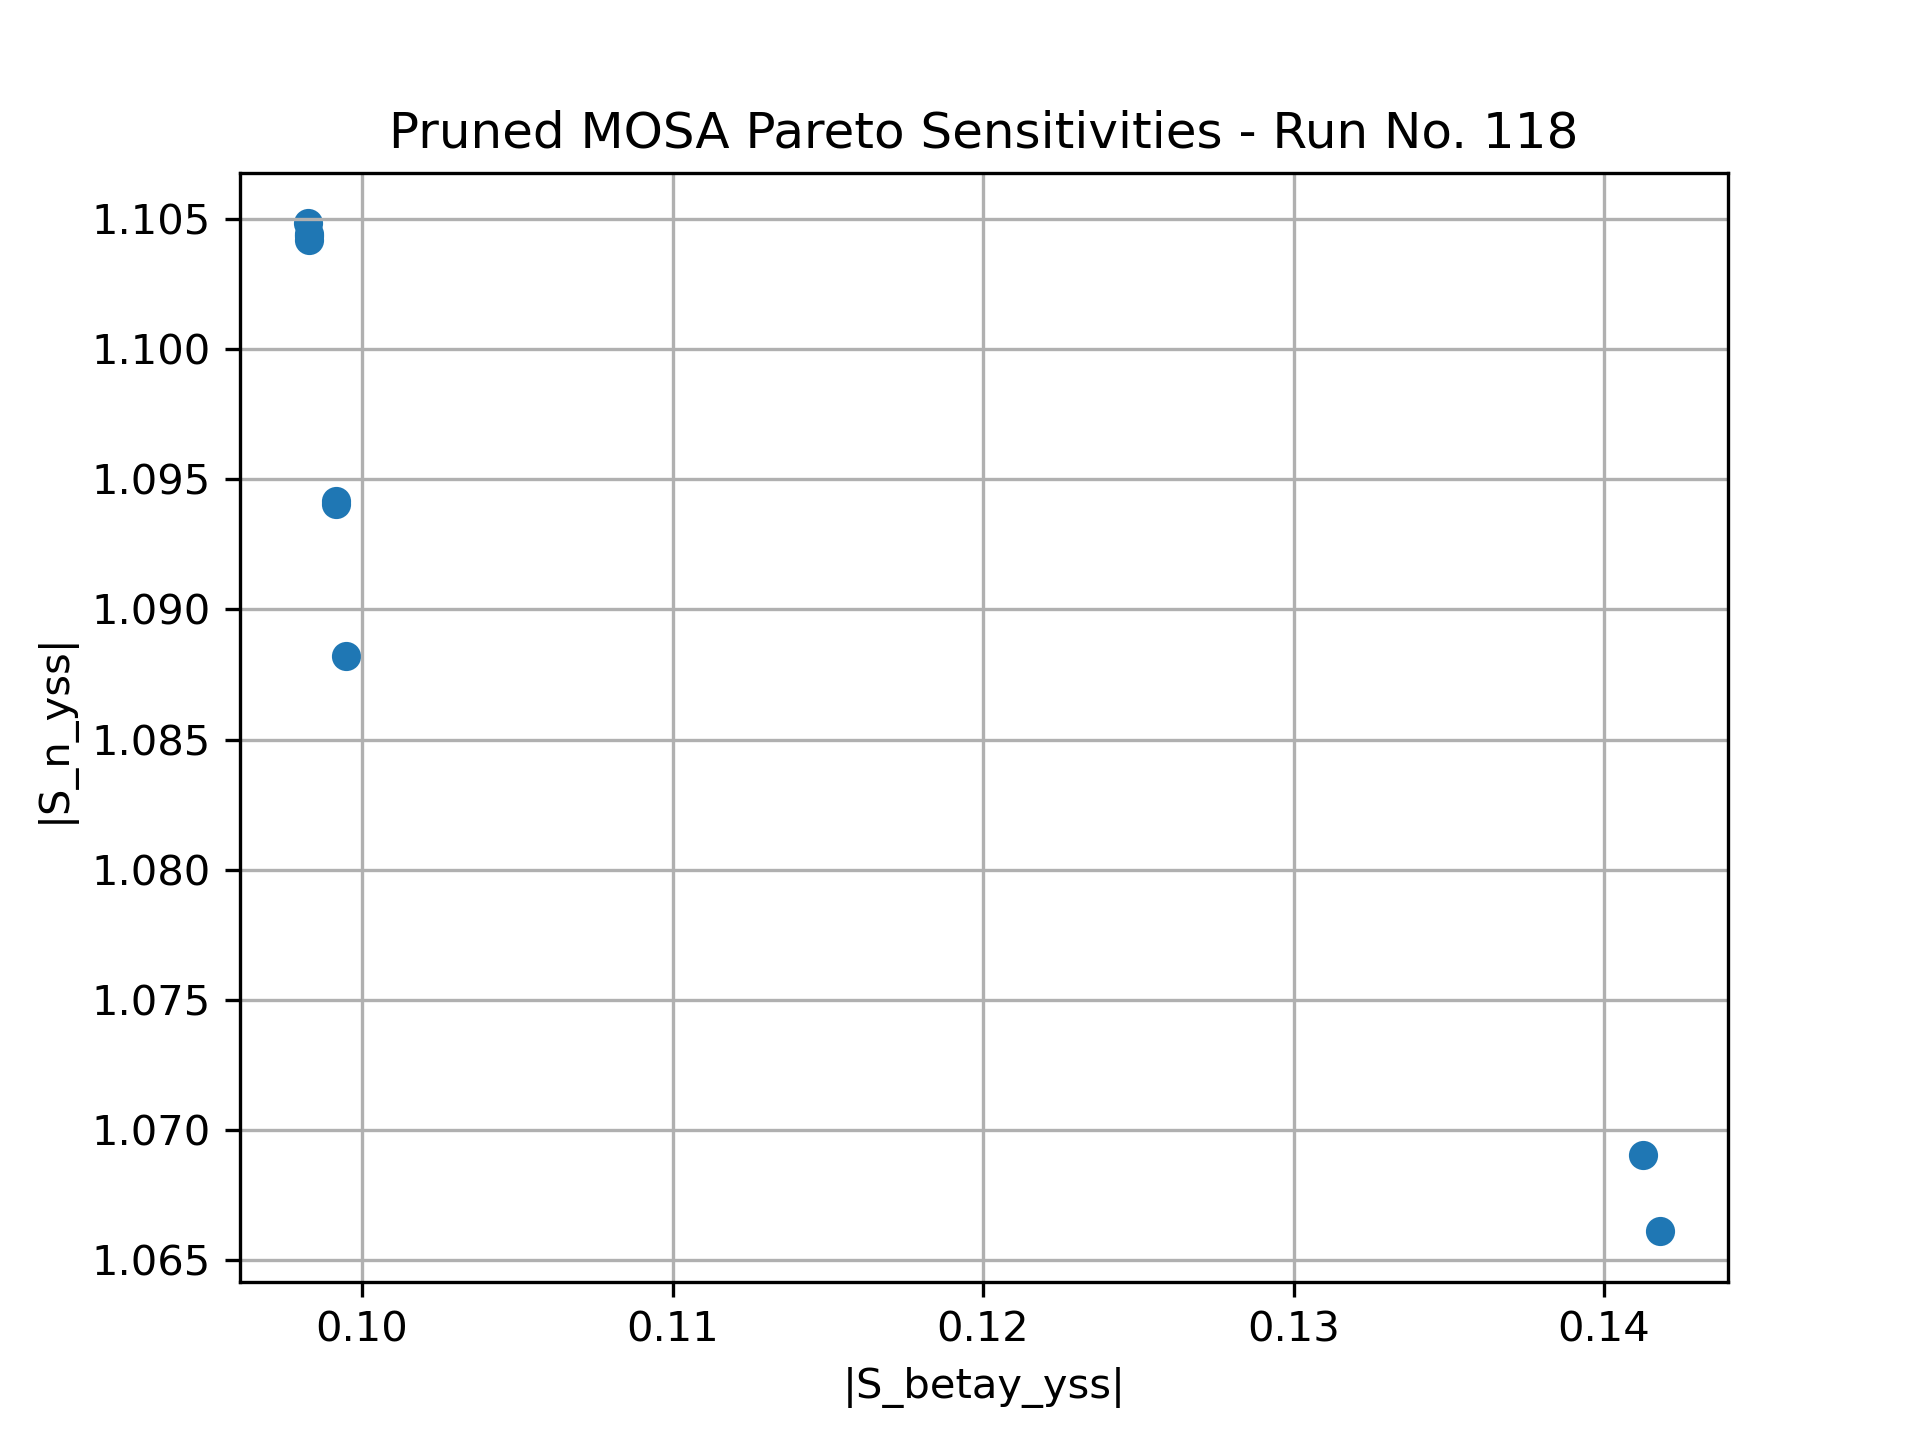 Pruned MOSA Pareto Sensitivities - Run No. 118
1.105
1.100
1.095
1.090
1.085
1.080
1.075
1.070
1.065
|S_n_yss|
0.10 0.11 0.12 0.13 0.14
|S_betay_yss|